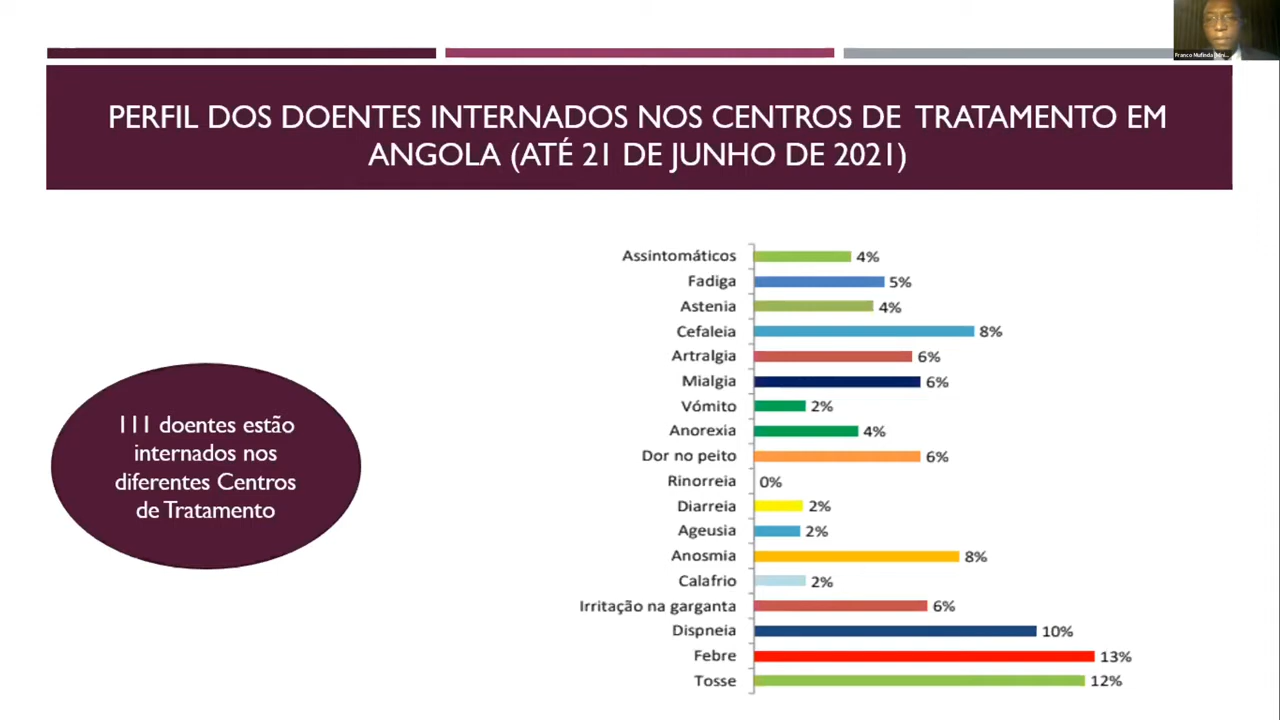 Franco Mufinda
PERFIL DOS DOENTES INTERNADOS NOS CENTROS DE TRATAMENTO EM
ANGOLA (ATÉ 21 DE JUNHO DE 2021)
111 doentes estão
internados nos
diferentes Centros
de Tratamento
Assintomáticos 4%
Fadiga 5%
Astenia 4%
Cefaleia 8%
Artralgia 6%
Mialgia 6%
Vómito 2%
Anorexia 4%
Dor no peito 6%
Rinorreia 0%
Diarreia 2%
Ageusia 2%
Anosmia 8%
Calafrio 2%
Irritação na garganta 6%
Dispneia 10%
Febre 13%
Tosse 12%